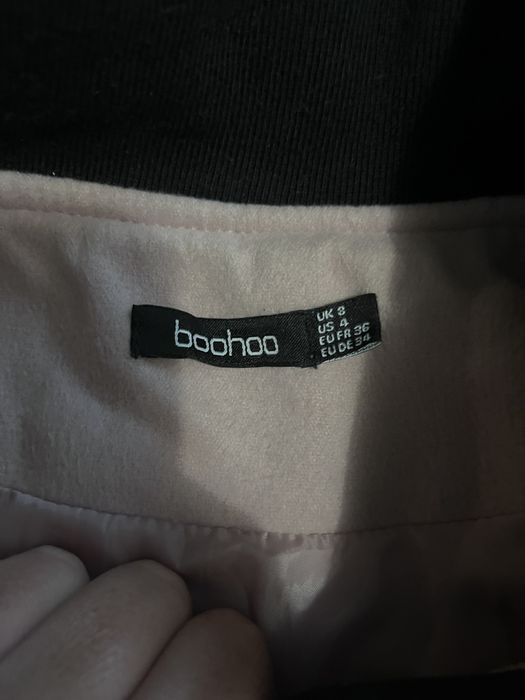 boohoo
UK 8
US 4
EU FR 36
EU DE 34